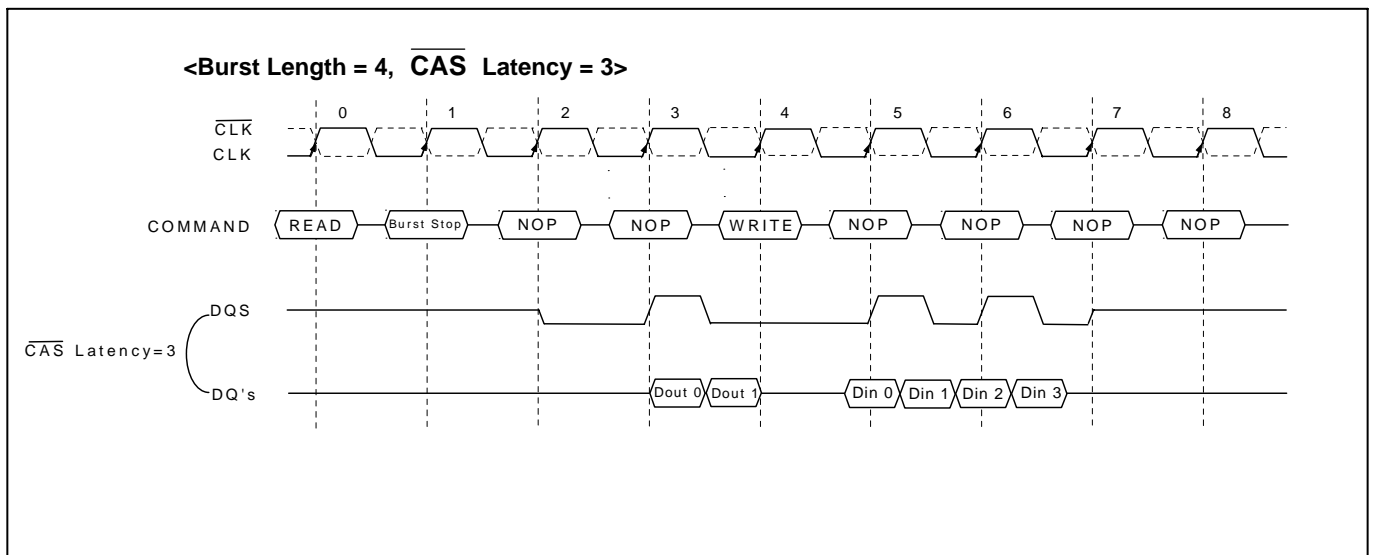 <Burst Length = 4, CAS Latency = 3>
0 1 2 3 4 5 6 7 8
CLK
CLK
COMMAND READ Burst Stop NOP NOP WRITE NOP NOP NOP NOP
DQS
CAS Latency=3
DQ's Dout 0 Dout 1 Din 0 Din 1 Din 2 Din 3